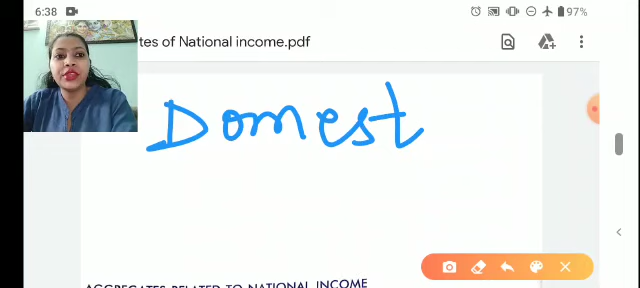 6:38 97%
tes of National income.pdf
Domest
AGGREGATES RELATED TO NATIONAL INCOME